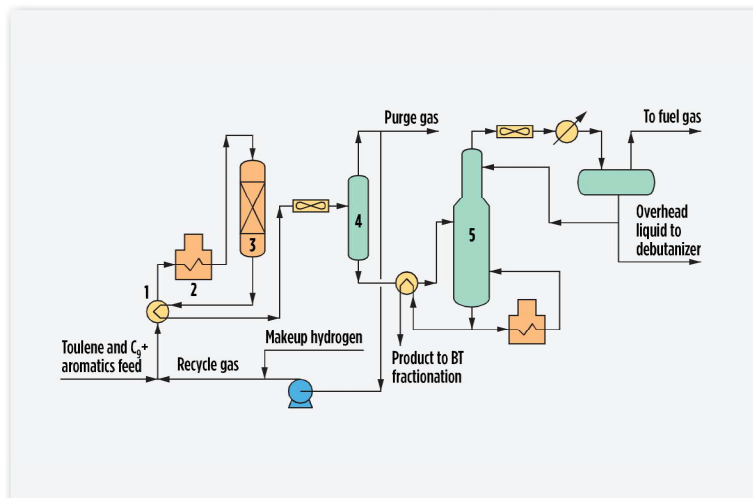 Purge gas
To fuel gas
4
3
5
Overhead
liquid to
debutanizer
1
2
Makeup hydrogen
Toulene and C9+
aromatics feed
Recycle gas
Product to BT
fractionation